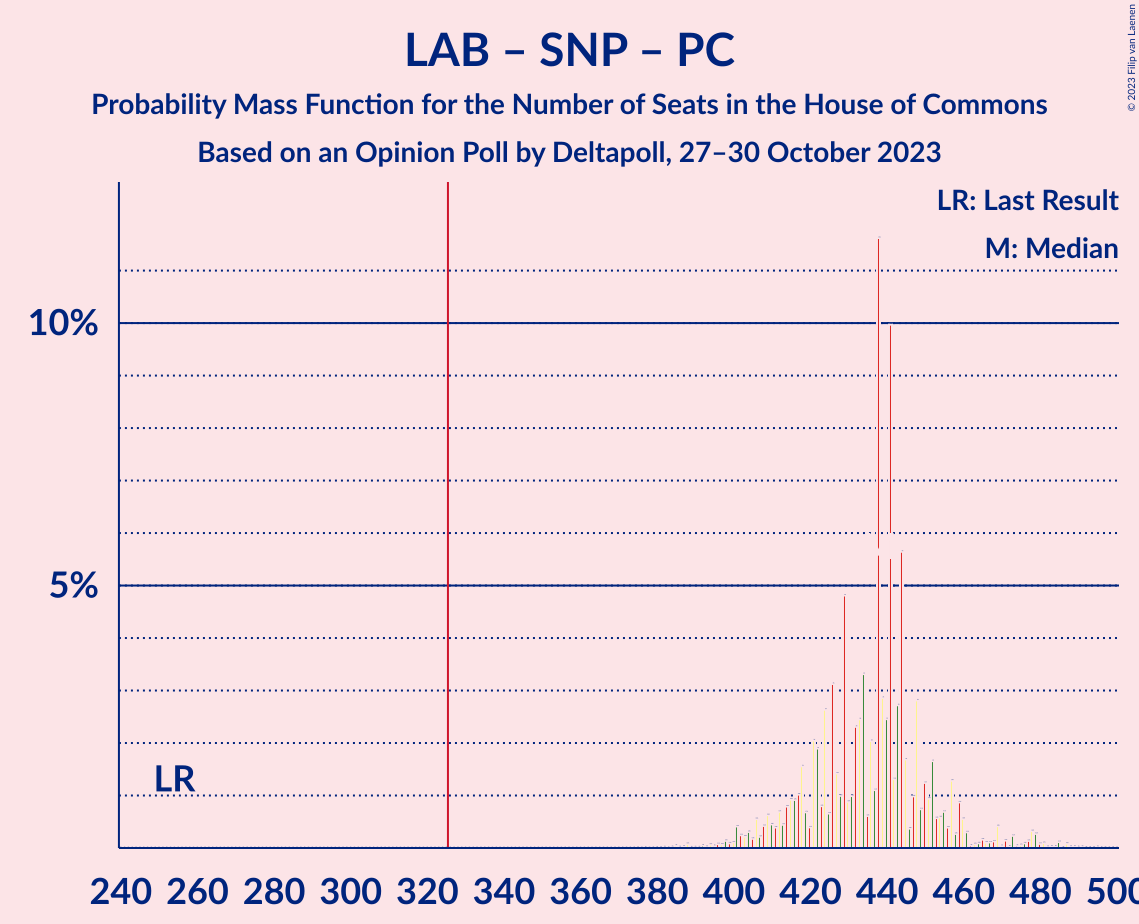 LAB – SNP – PC
Probability Mass Function for the Number of Seats in the House of Commons
Based on an Opinion Poll by Deltapoll, 27–30 October 2023
© 2023 Filip van Laenen
LR: Last Result
M: Median
10%
5%
LR
240 260 280 300 320 340 360 380 400 420 440 460 480 500